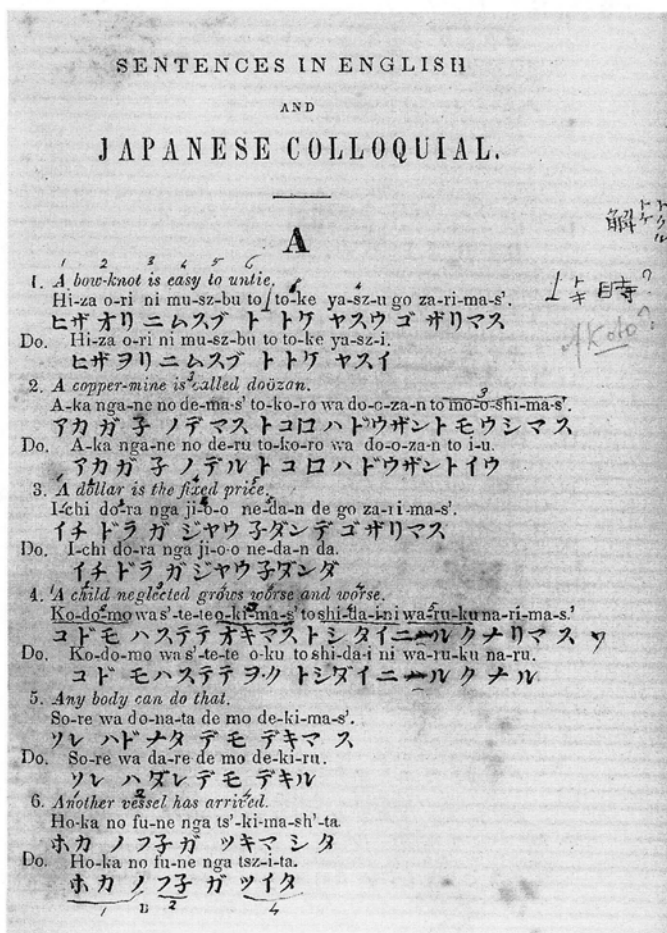 SENTENCES IN ENGLISH
AND
JAPANESE COLLOQUIAL.
A
1 2 3 4 5 6
1. A bow-knot is easy to untie.
Hi-za o-ri ni mu-sz-bu to to-ke ya-sz-u go za-ri-ma-s'.
ヒザオリニムスブ ト トケ ヤスウ ゴ ザリマス
Do. Hi-za o-ri ni mu-sz-bu to to-ke ya-sz-i.
ヒザヲリニムスブ ト トケ ヤスイ
2. A copper-mine is called doözan.
A-ka nga-ne no de-ma-s' to-ko-ro wa do-o-za-n to mo-o-shi-ma-s'.
アカガ子 ノデマス トコロハ ドウザント モウシマス
Do. A-ka nga-ne no de-ru to-ko-ro wa do-o-za-n to i-u.
アカガ子 ノデル トコロハ ドウザントイウ
3. A dollar is the fixed price.
I-chi do-ra nga ji-o-o ne-da-n de go za-ri-ma-s'.
イチ ドラ ガ ジヤウ子ダン デ ゴ ザリマス
Do. I-chi do-ra nga ji-o-o ne-da-n da.
イチ ドラ ガ ジヤウ子ダンダ
4. A child neglected grows worse and worse.
Ko-do-mo wa s'-te-te o-ki-ma-s' to shi-da-i ni wa-ru-ku na-ri-ma-s.'
コドモ ハステテ オキマスト シダイニ ルクナリマス ワ
Do. Ko-do-mo wa s'-te-te o-ku to shi-da-i ni wa-ru-ku na-ru.
コドモハステテ ヲク トシダイニ ルク ナル
5. Any body can do that.
So-re wa do-na-ta de mo de-ki-ma-s'.
ソレ ハドナタ デモ デキマス
Do. So-re wa da-re de mo de-ki-ru.
ソレ ハ ダレ デモ デキル
6. Another vessel has arrived.
Ho-ka no fu-ne nga ts'-ki-ma-sh'-ta.
ホカ ノフ子ガ ツキマシタ
Do. Ho-ka no fu-ne nga tsz-i-ta.
ホカ ノ フ子 ガ ツイタ
1 B 2 4
解 トク トケル
トキ 時?
Koto?